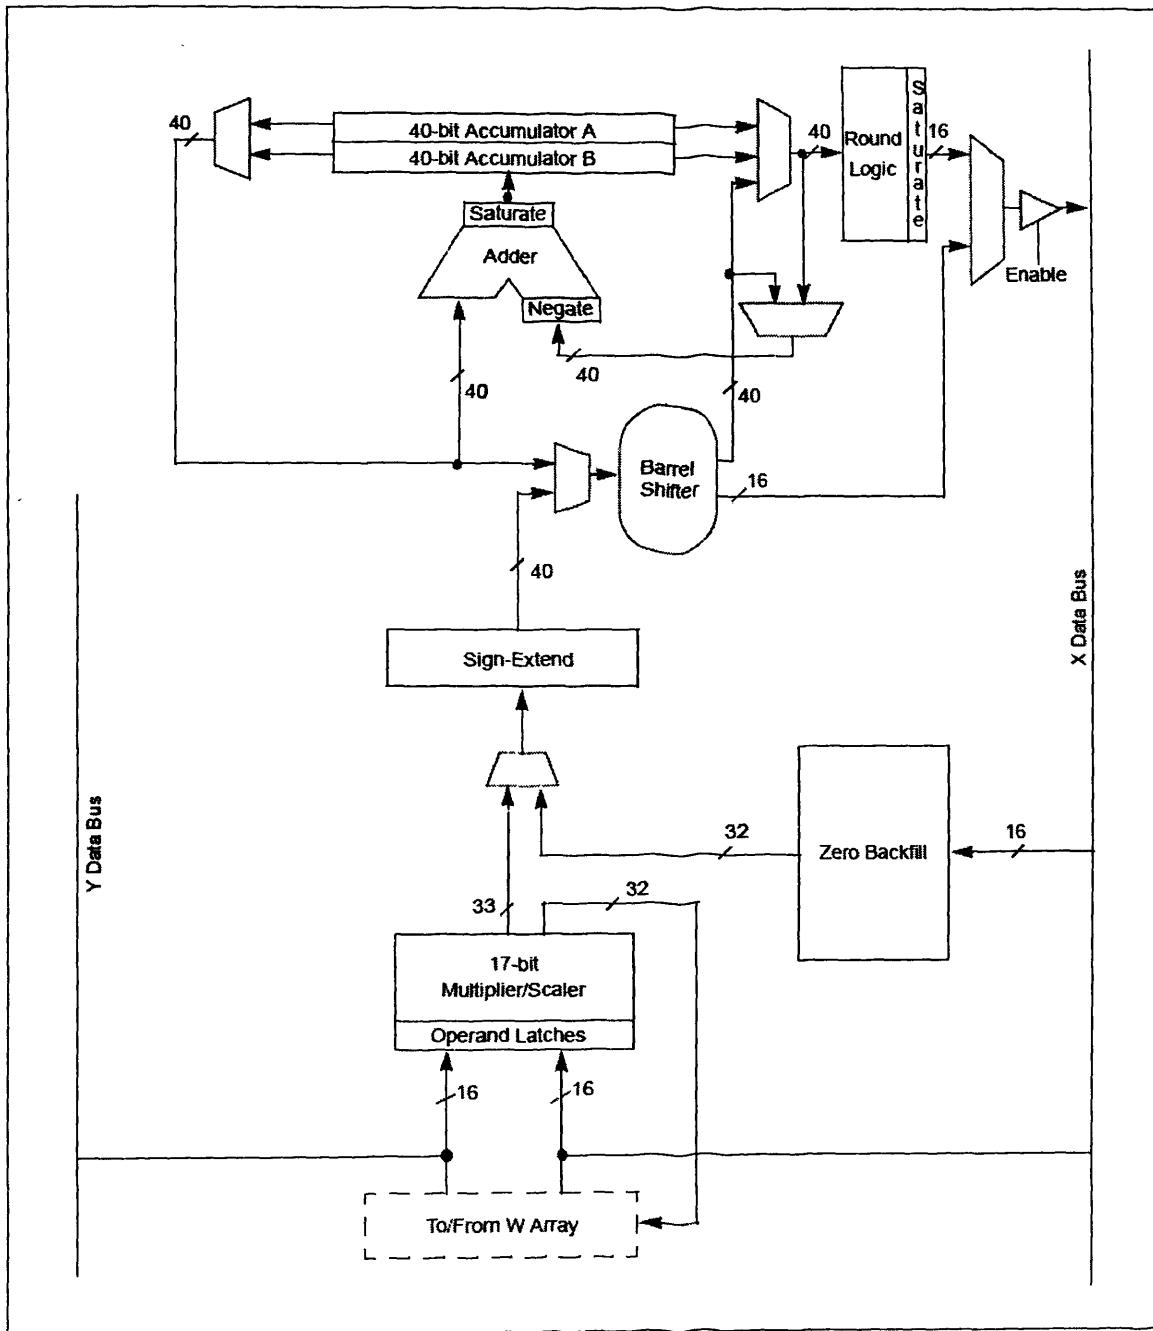 40
40-bit Accumulator A
40-bit Accumulator B
40
Round
Logic
Saturate
16
Saturate
Adder
Negate
Enable
40
40
40
Barrel
Shifter
16
40
Sign-Extend
X Data Bus
Y Data Bus
32
Zero Backfill
16
33
32
17-bit
Multiplier/Scaler
Operand Latches
16
16
To/From W Array